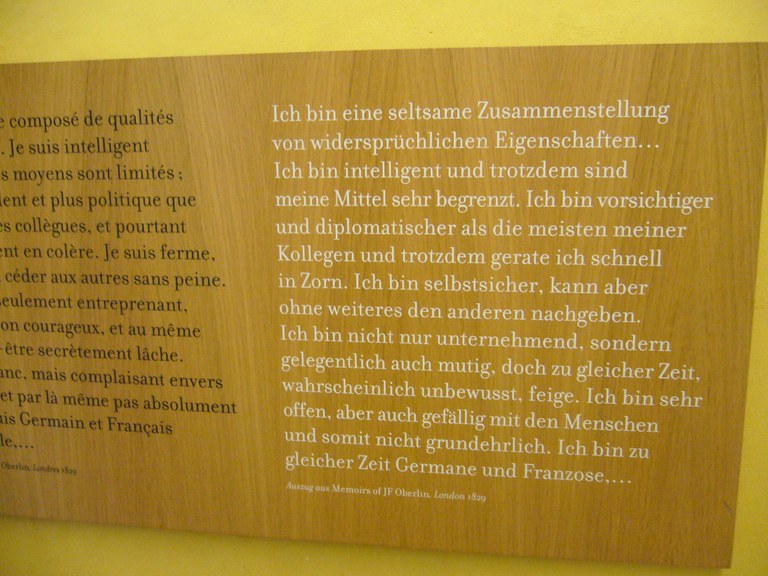 e composé de qualités
. Je suis intelligent
s moyens sont limités ;
dent et plus politique que
es collègues, et pourtant
ent en colère. Je suis ferme,
céder aux autres sans peine.
seulement entreprenant,
on courageux, et au même
-être secrètement lâche.
anc, mais complaisant envers
et par là même pas absolument
uis Germain et Français
le,...
Oberlin, Londres 1829
Ich bin eine seltsame Zusammenstellung
von widersprüchlichen Eigenschaften...
Ich bin intelligent und trotzdem sind
meine Mittel sehr begrenzt. Ich bin vorsichtiger
und diplomatischer als die meisten meiner
Kollegen und trotzdem gerate ich schnell
in Zorn. Ich bin selbstsicher, kann aber
ohne weiteres den anderen nachgeben.
Ich bin nicht nur unternehmend, sondern
gelegentlich auch mutig, doch zu gleicher Zeit,
wahrscheinlich unbewusst, feige. Ich bin sehr
offen, aber auch gefällig mit den Menschen
und somit nicht grundehrlich. Ich bin zu
gleicher Zeit Germane und Franzose,...
Auszug aus Memoirs of JF Oberlin, London 1829